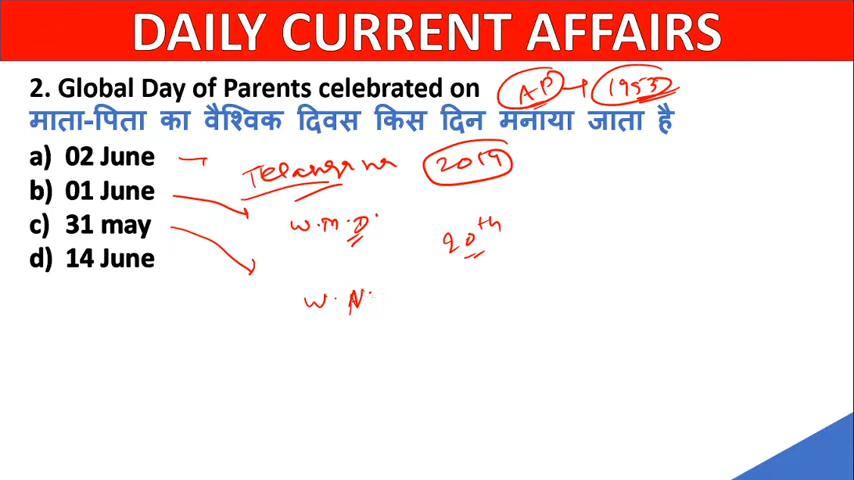 DAILY CURRENT AFFAIRS
2. Global Day of Parents celebrated on AP → 1953
माता-पिता का वैश्विक दिवस किस दिन मनाया जाता है
a) 02 June Telangana 2019
b) 01 June W.M.D.
c) 31 may 20th
d) 14 June
W.N.